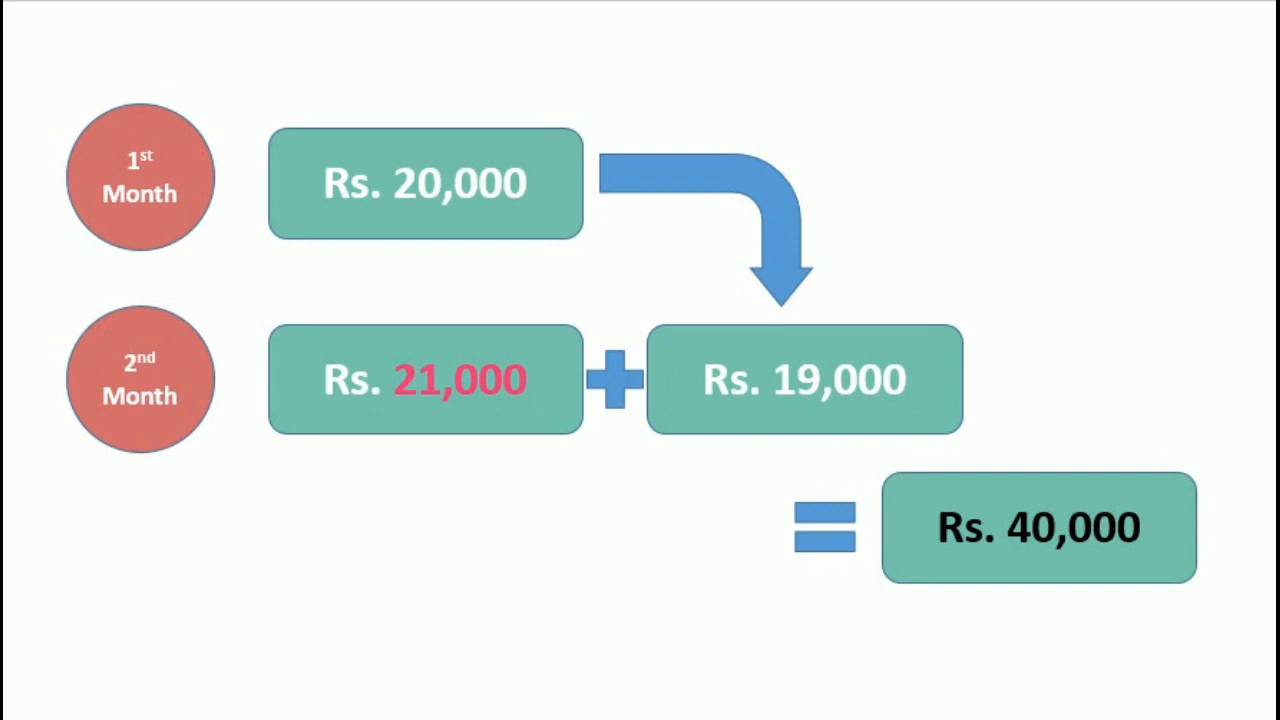 1st
Month
Rs. 20,000
2nd
Month
Rs. 21,000
Rs. 19,000
Rs. 40,000